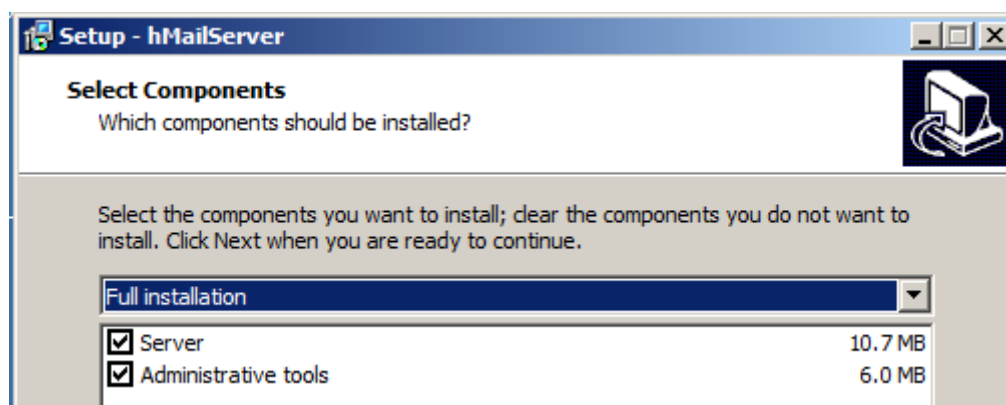 Setup - hMailServer
Select Components
Which components should be installed?
Select the components you want to install; clear the components you do not want to
install. Click Next when you are ready to continue.
Full installation
Server 10.7 MB
Administrative tools 6.0 MB